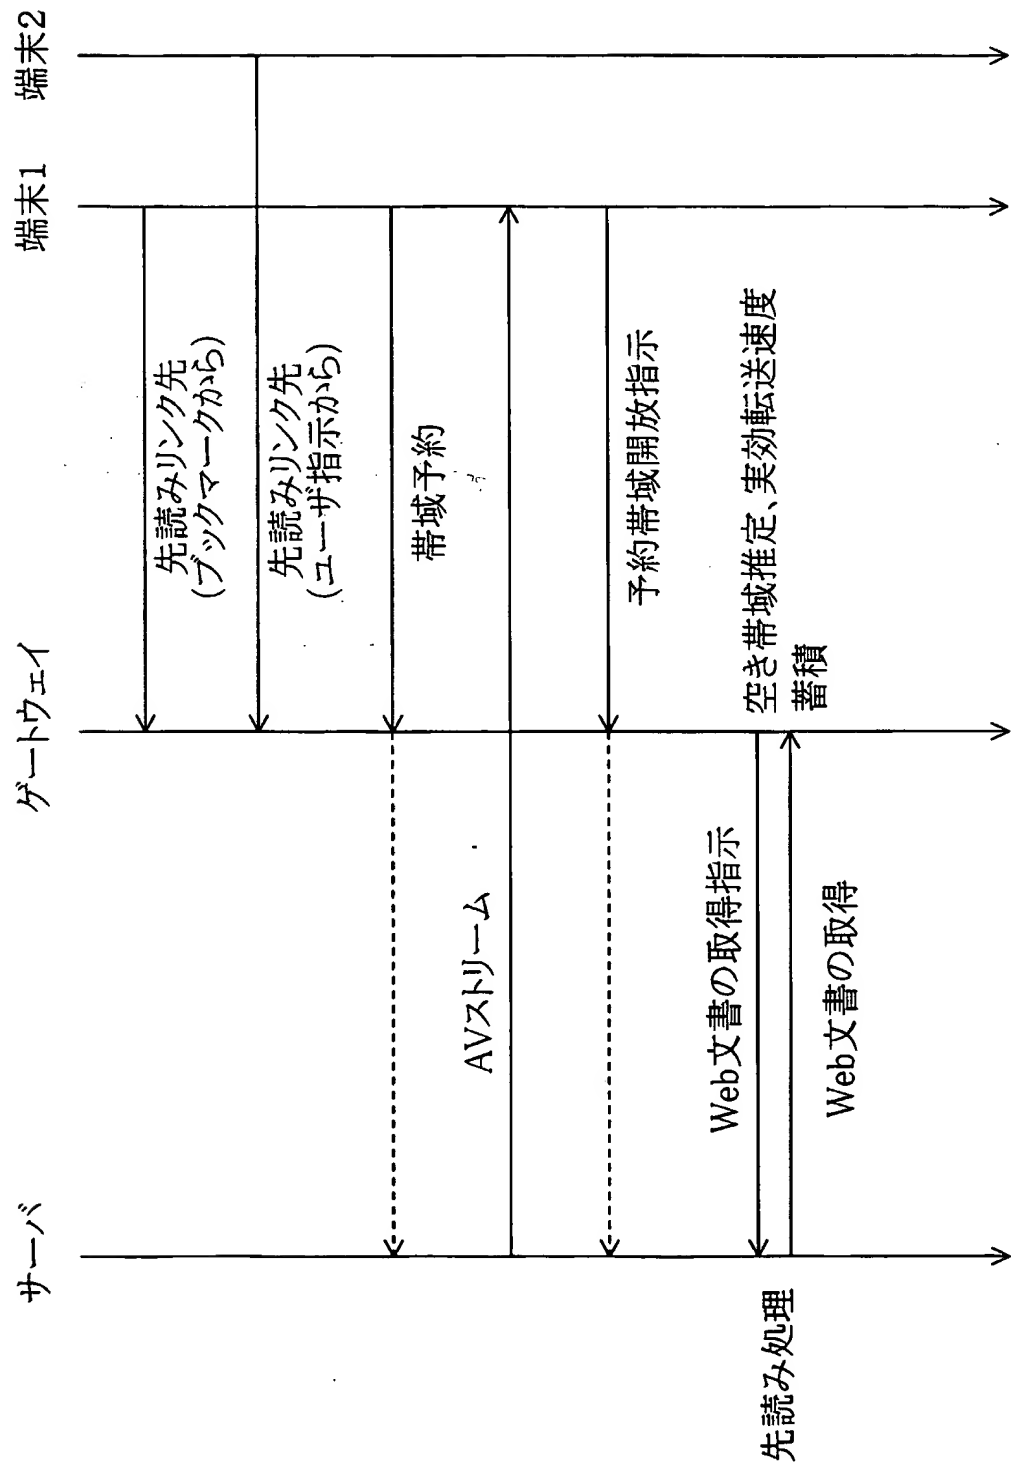 サーバ
ゲートウェイ
端末1
端末2
先読みリンク先
(ブックマークから)
先読みリンク先
(ユーザ指示から)
帯域予約
AVストリーム
予約帯域開放指示
先読み処理
Web文書の取得指示
空き帯域推定、実効転送速度
蓄積
Web文書の取得